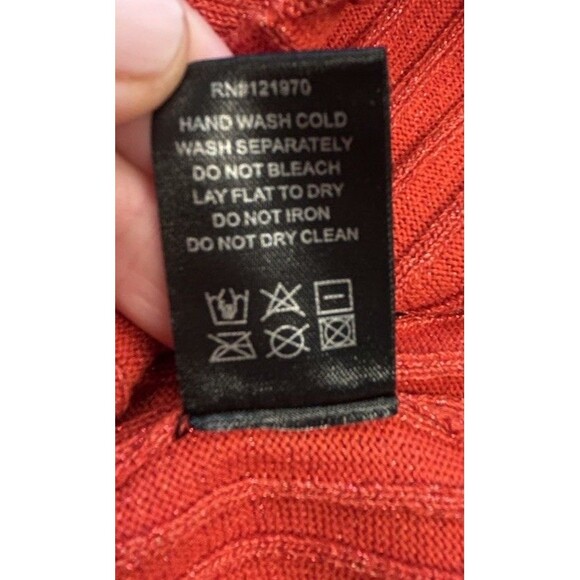 RN#121970
HAND WASH COLD
WASH SEPARATELY
DO NOT BLEACH
LAY FLAT TO DRY
DO NOT IRON
DO NOT DRY CLEAN